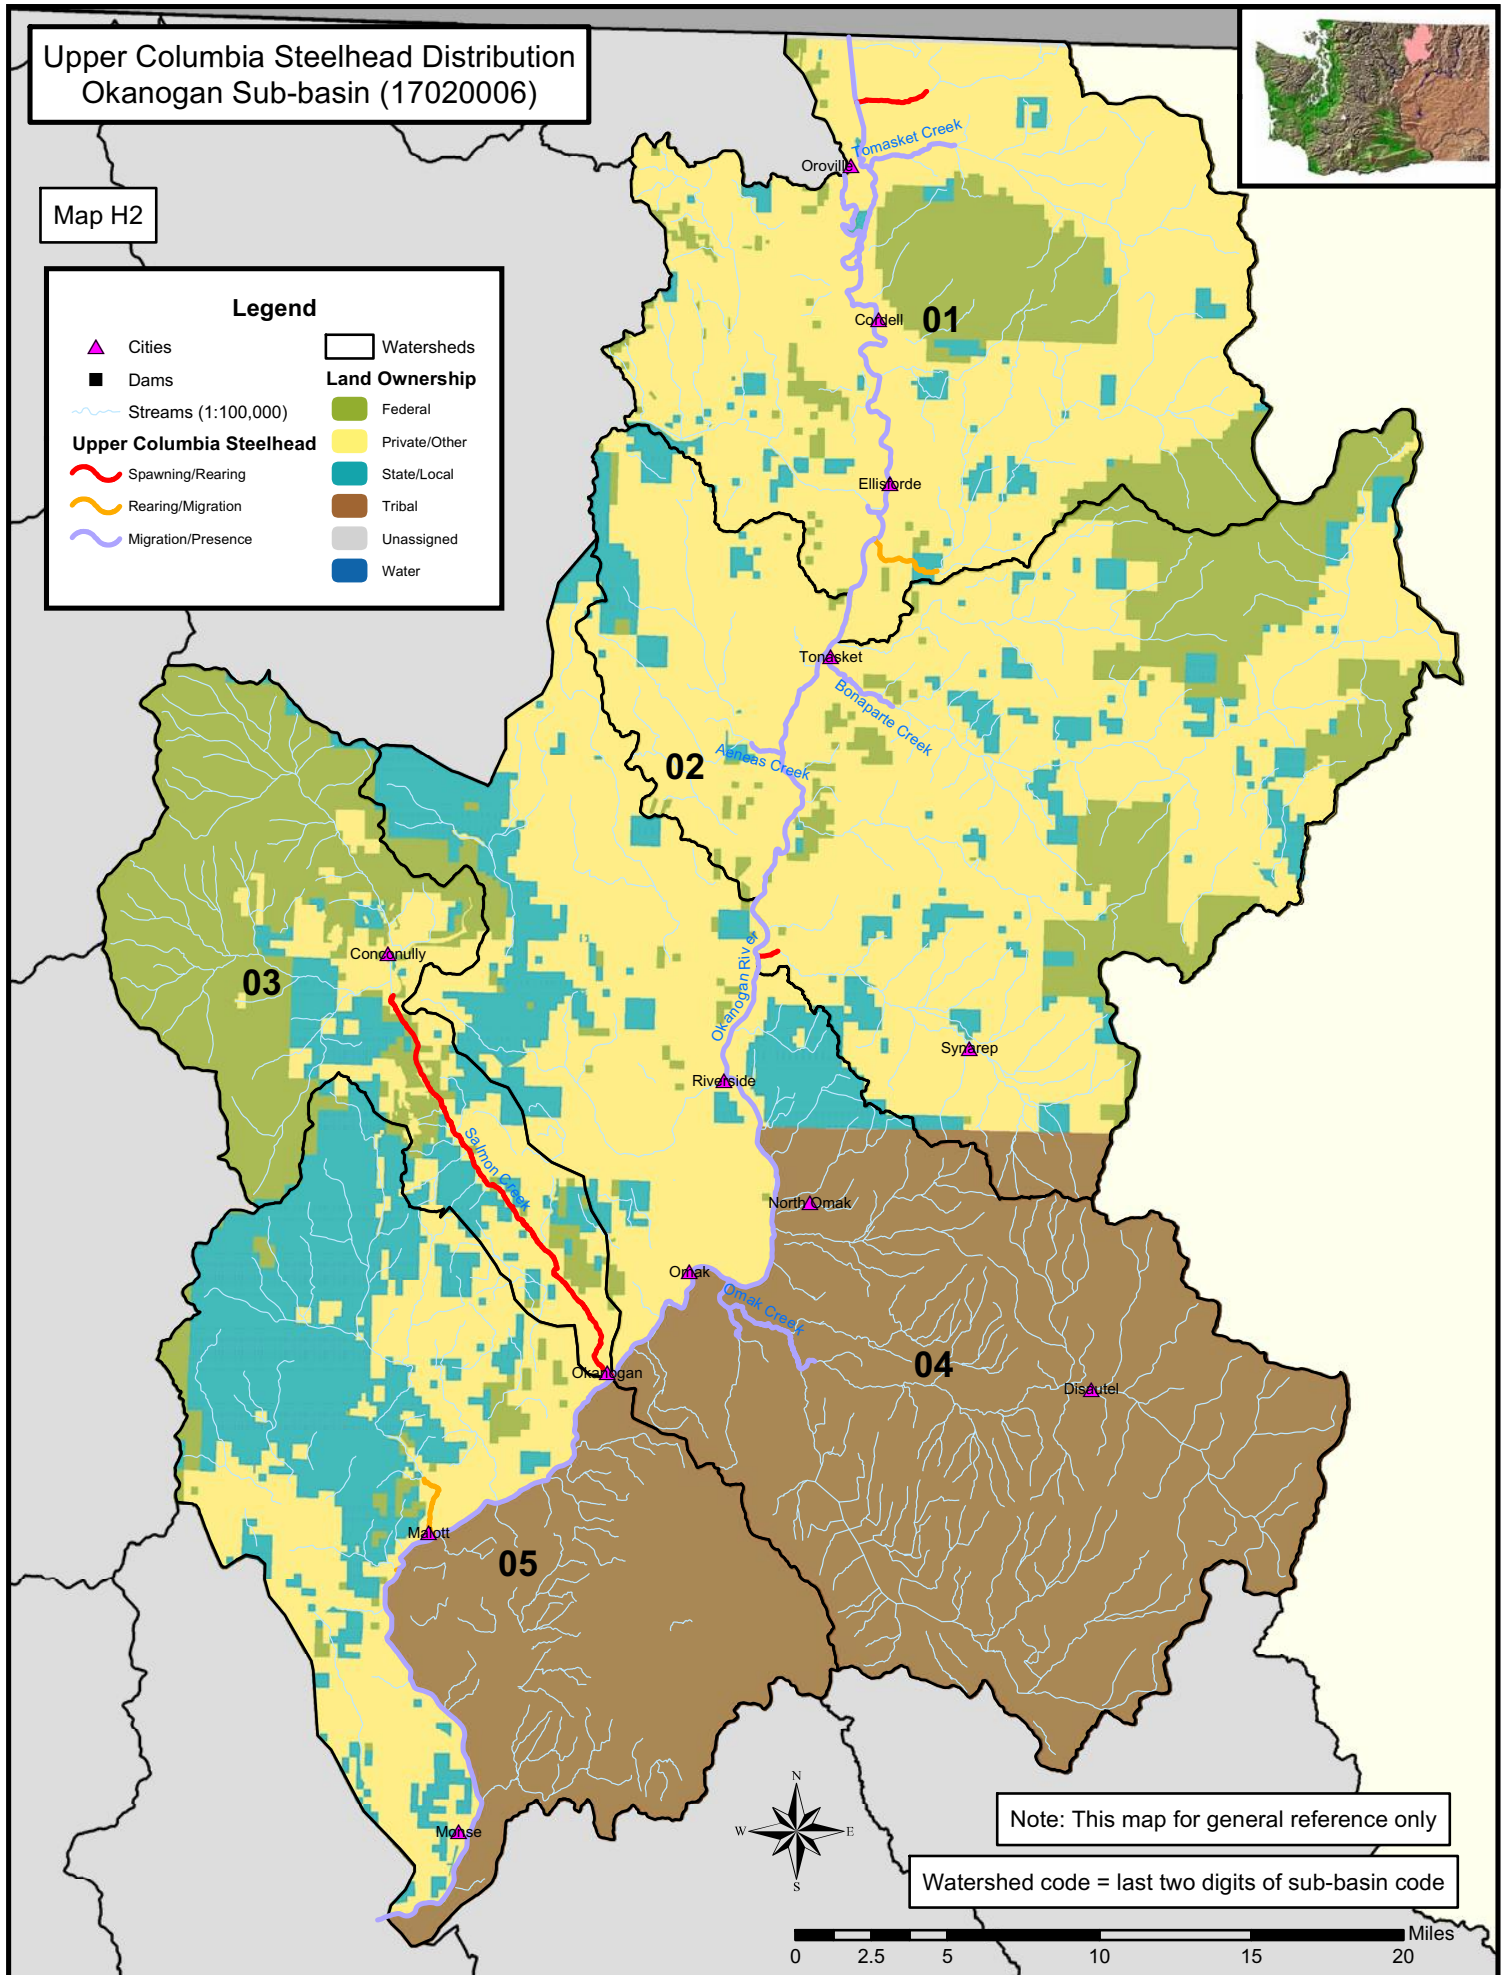 Upper Columbia Steelhead Distribution
Okanogan Sub-basin (17020006)
Map H2
Legend
Cities
Dams
Streams (1:100,000)
Upper Columbia Steelhead
Spawning/Rearing
Rearing/Migration
Migration/Presence
Watersheds
Land Ownership
Federal
Private/Other
State/Local
Tribal
Unassigned
Water
Tomasket Creek
Oroville
Cordell
01
Ellisforde
Tonasket
Bonaparte Creek
Aeneas Creek
02
Okanogan River
Conconully
03
Synarep
Riverside
Salmon Creek
North Omak
Omak
Omak Creek
04
Disautel
Okanogan
Malott
05
Monse
N
W
E
S
Note: This map for general reference only
Watershed code = last two digits of sub-basin code
Miles
0 2.5 5 10 15 20